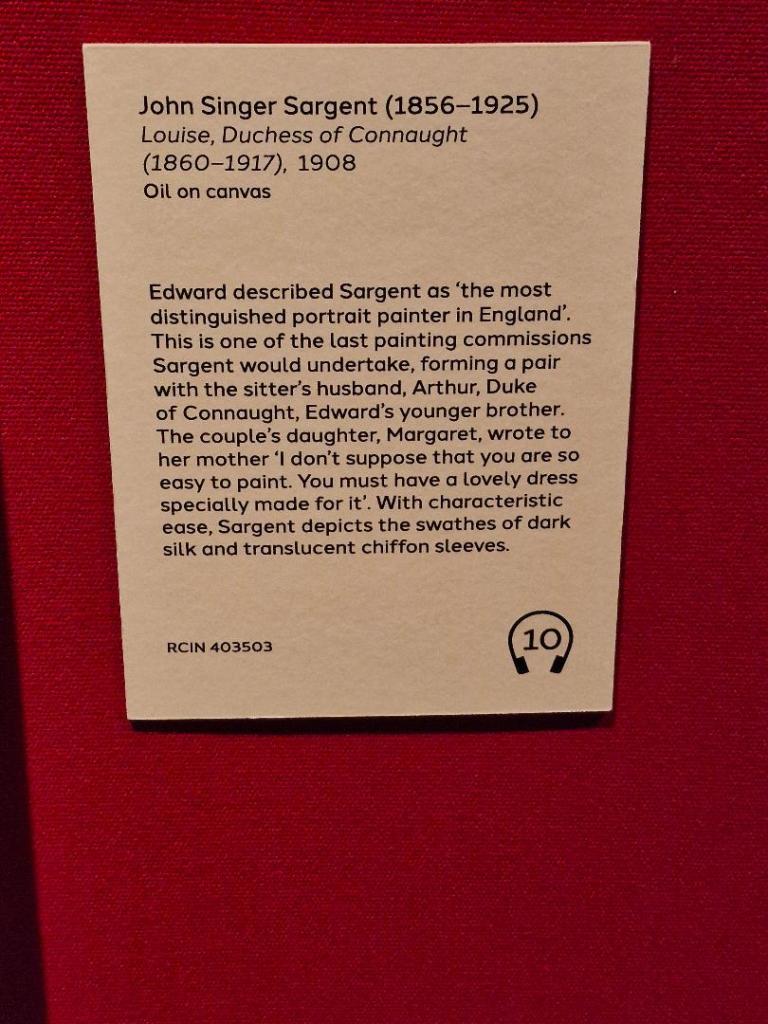 John Singer Sargent (1856–1925)
Louise, Duchess of Connaught
(1860–1917), 1908
Oil on canvas
Edward described Sargent as ‘the most
distinguished portrait painter in England’.
This is one of the last painting commissions
Sargent would undertake, forming a pair
with the sitter’s husband, Arthur, Duke
of Connaught, Edward’s younger brother.
The couple’s daughter, Margaret, wrote to
her mother ‘I don’t suppose that you are so
easy to paint. You must have a lovely dress
specially made for it’. With characteristic
ease, Sargent depicts the swathes of dark
silk and translucent chiffon sleeves.
RCIN 403503
10